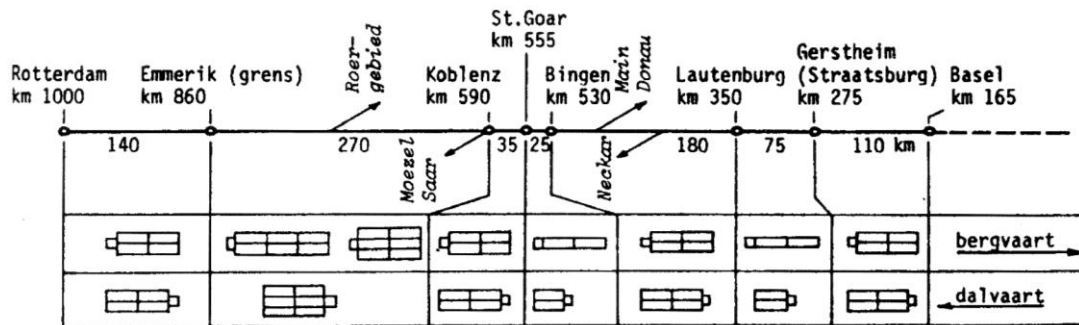 St.Goar
km 555
Roer-
gebied
Main
Donau
Gerstheim
(Straatsburg)
km 275
Rotterdam
km 1000
Emmerik (grens)
km 860
Koblenz
km 590
Bingen
km 530
Lautenburg
km 350
Basel
km 165
140
270
35
25
180
75
110 km
Moezel
Saar
Neckar
bergvaart
dalvaart